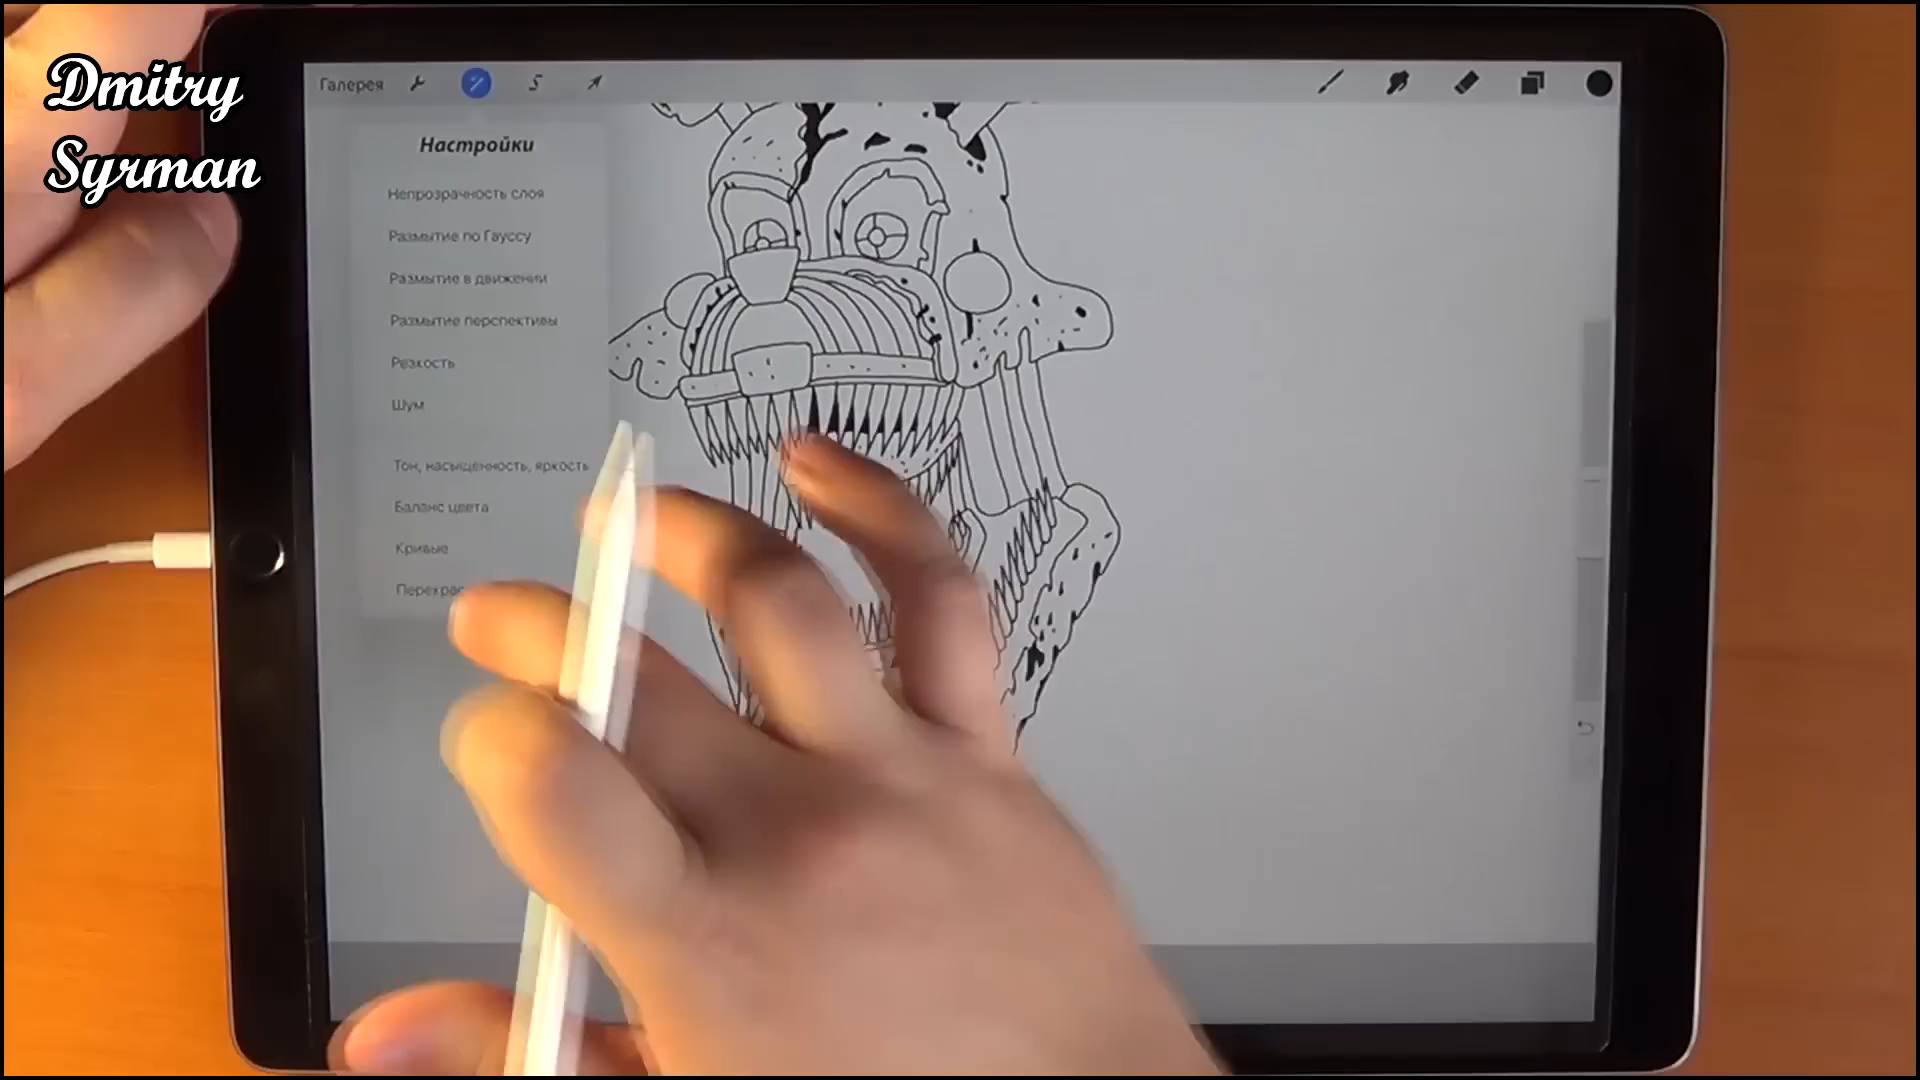 Dmitry
Syrman
Галерея
Настройки
Непрозрачность слоя
Размытие по Гауссу
Размытие в движении
Размытие перспективы
Резкость
Шум
Тон, насыщенность, яркость
Баланс цвета
Кривые